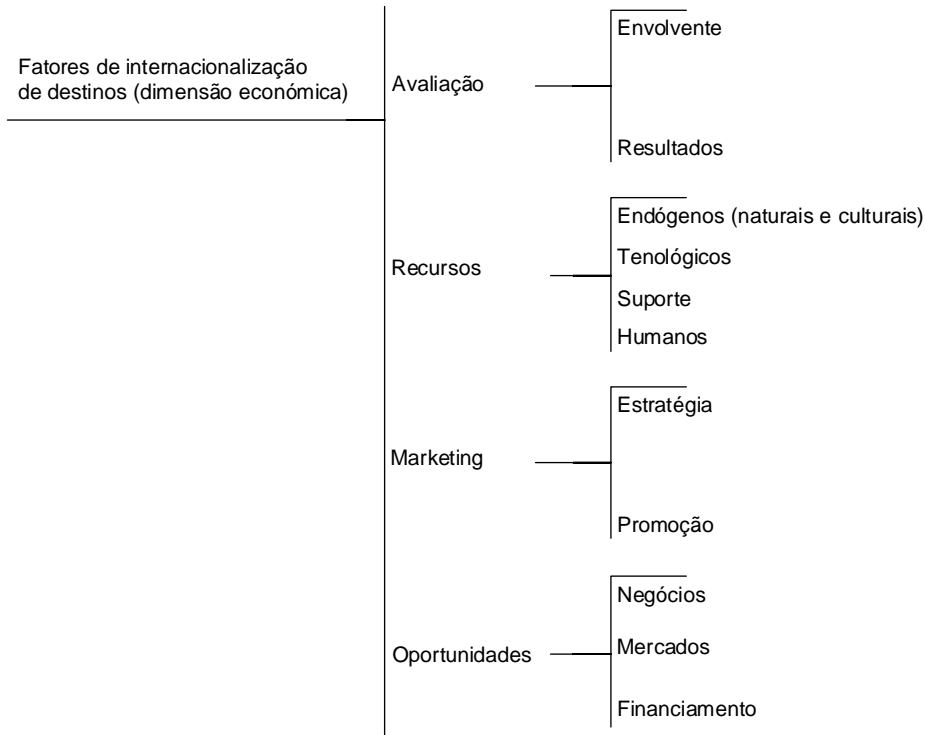 Fatores de internacionalização
de destinos (dimensão económica)
Avaliação
Envolvente
Resultados
Recursos
Endógenos (naturais e culturais)
Tenológicos
Suporte
Humanos
Marketing
Estratégia
Promoção
Oportunidades
Negócios
Mercados
Financiamento